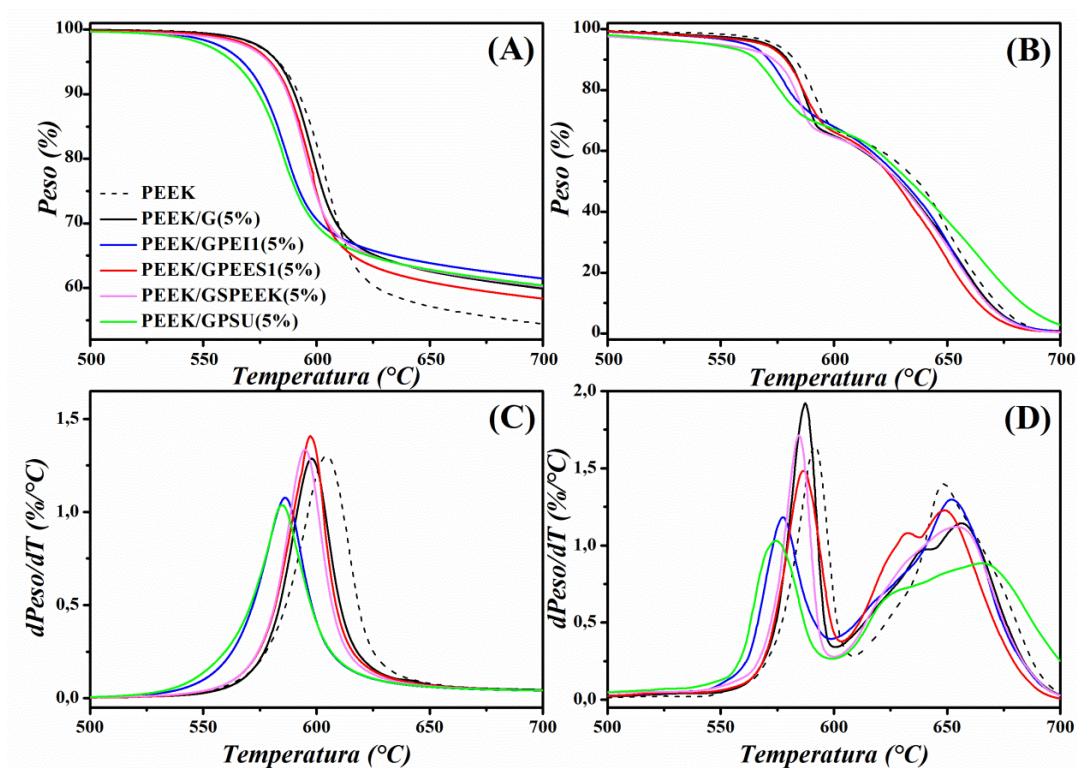 (A)
100
90
80
70
60
Peso (%)
PEEK
PEEK/G(5%)
PEEK/GPEI1(5%)
PEEK/GPEES1(5%)
PEEK/GSPEEK(5%)
PEEK/GPSU(5%)
500 550 600 650 700
Temperatura (°C)
(B)
100
80
60
40
20
0
Peso (%)
500 550 600 650 700
Temperatura (°C)
(C)
1,5
1,0
0,5
0,0
dPeso/dT (%/°C)
500 550 600 650 700
Temperatura (°C)
(D)
2,0
1,5
1,0
0,5
0,0
dPeso/dT (%/°C)
500 550 600 650 700
Temperatura (°C)